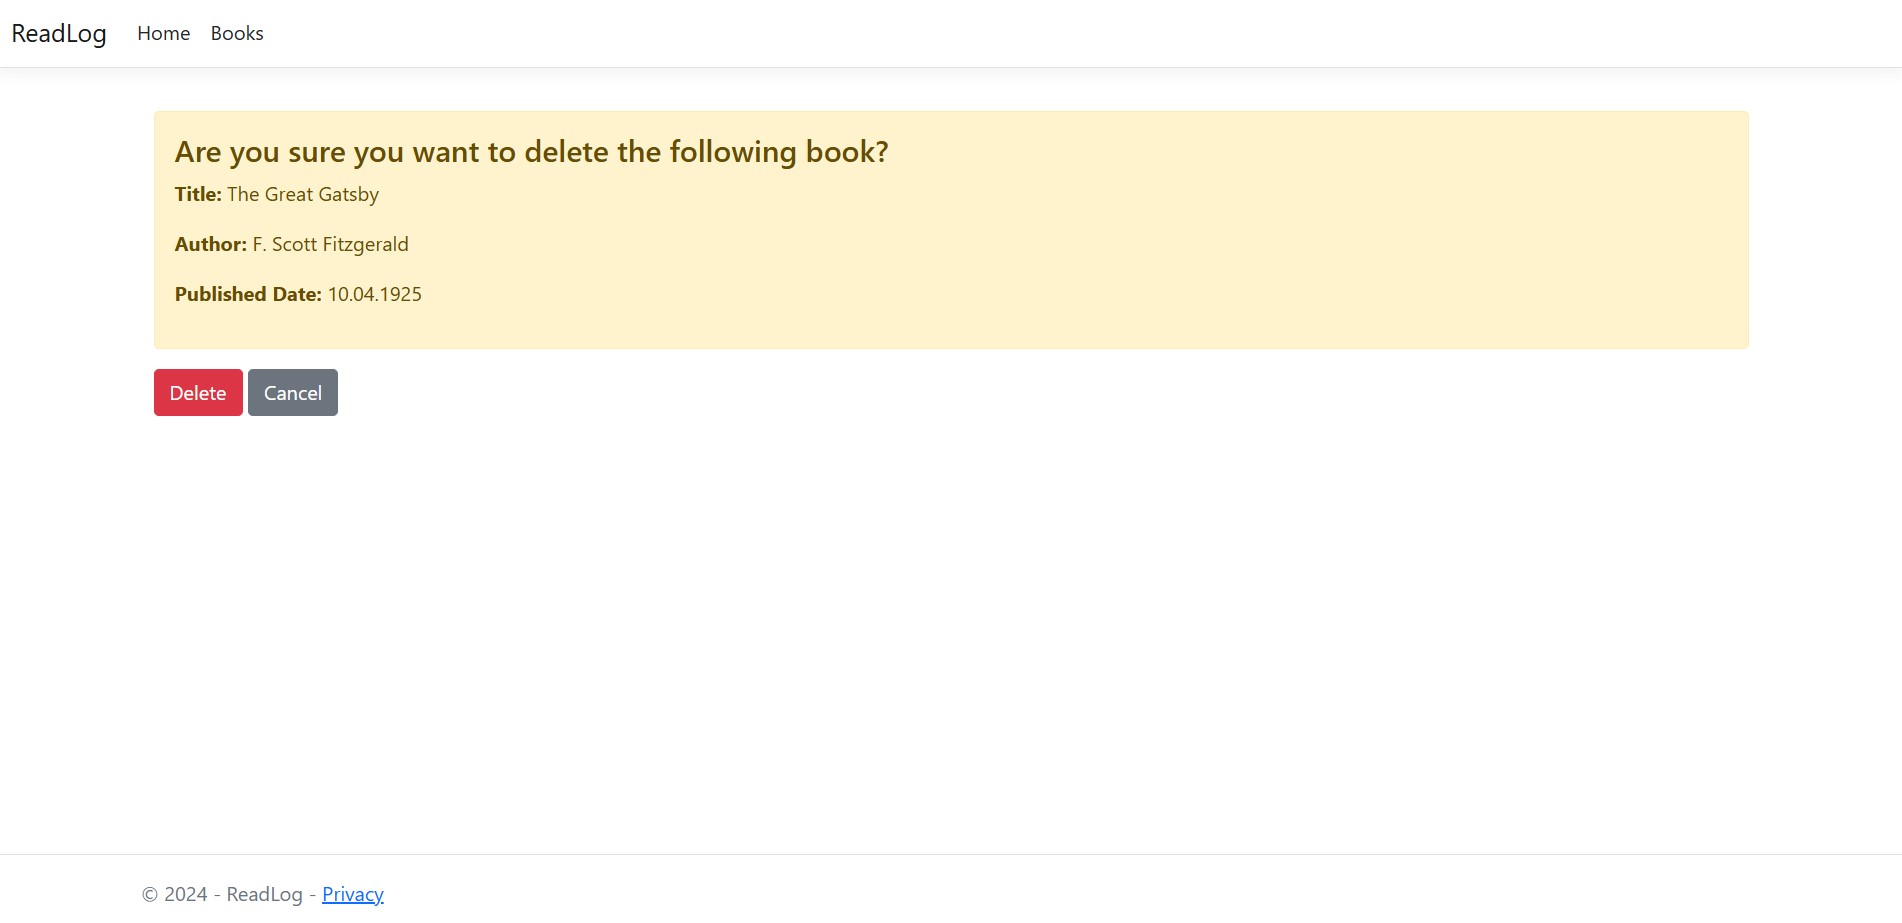 ReadLog Home Books
Are you sure you want to delete the following book?
Title: The Great Gatsby
Author: F. Scott Fitzgerald
Published Date: 10.04.1925
Delete Cancel
© 2024 - ReadLog - Privacy